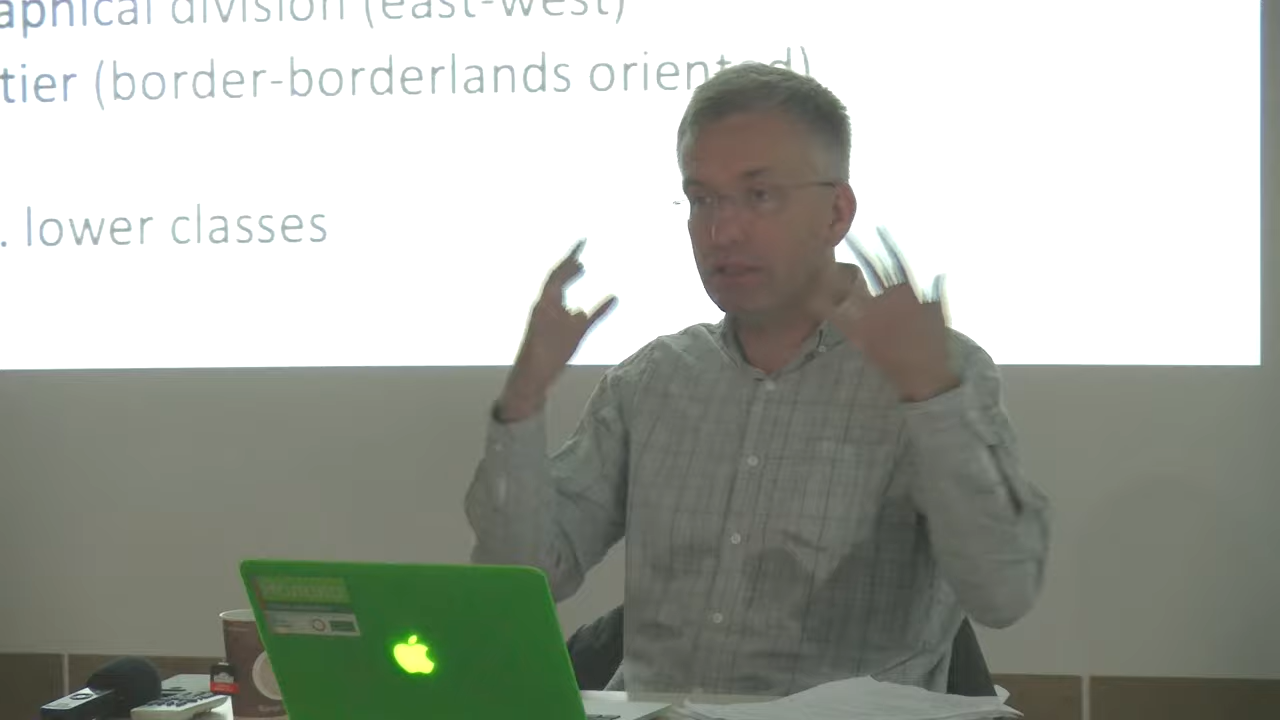 aphical division (east-west)
tier (border-borderlands oriented)
. lower classes